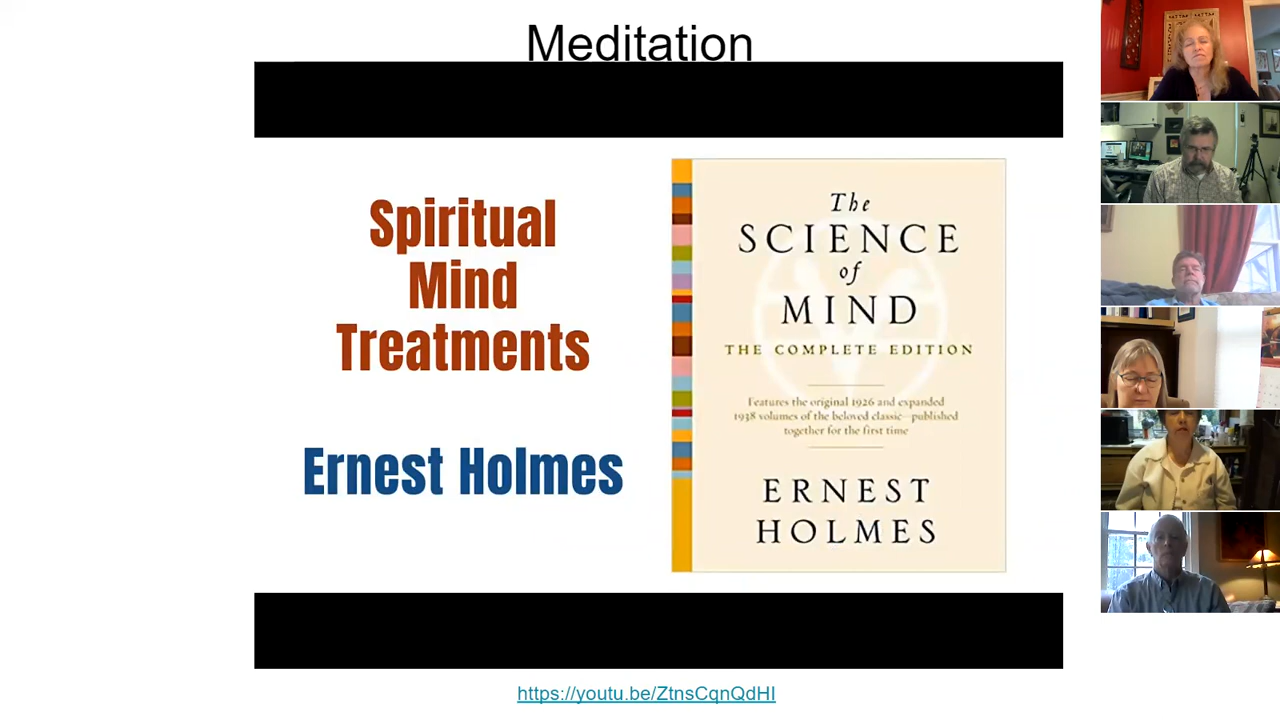 Meditation
Spiritual
Mind
Treatments
Ernest Holmes
The
SCIENCE
of
MIND
THE COMPLETE EDITION
Features the original 1926 and expanded
1938 volumes of the beloved classic—published
together for the first time
ERNEST
HOLMES
https://youtu.be/ZtnsCqnQdHI